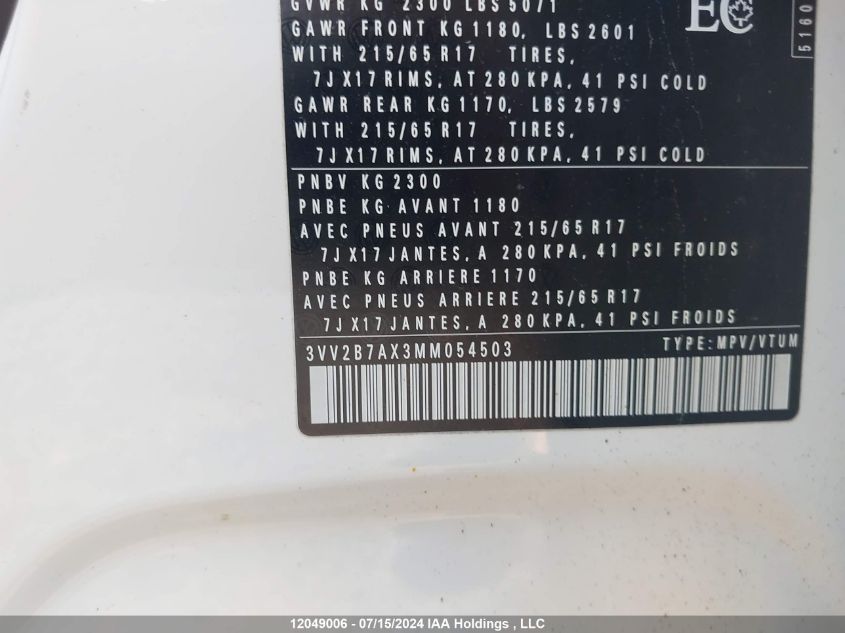 GVWR KG 2300 LBS 5071
GAWR FRONT KG 1180, LBS 2601
WITH 215/65 R17 TIRES,
7J X17 RIMS, AT 280 KPA, 41 PSI COLD
GAWR REAR KG 1170, LBS 2579
WITH 215/65 R17 TIRES,
7J X17 RIMS, AT 280 KPA, 41 PSI COLD
EC
5160
PNBV KG 2300
PNBE KG AVANT 1180
AVEC PNEUS AVANT 215/65 R17
7J X17 JANTES, A 280 KPA, 41 PSI FROIDS
PNBE KG ARRIERE 1170
AVEC PNEUS ARRIERE 215/65 R17
7J X17 JANTES, A 280 KPA, 41 PSI FROIDS
3VV2B7AX3MM054503 TYPE: MPV/VTUM
12049006 - 07/15/2024 IAA Holdings , LLC